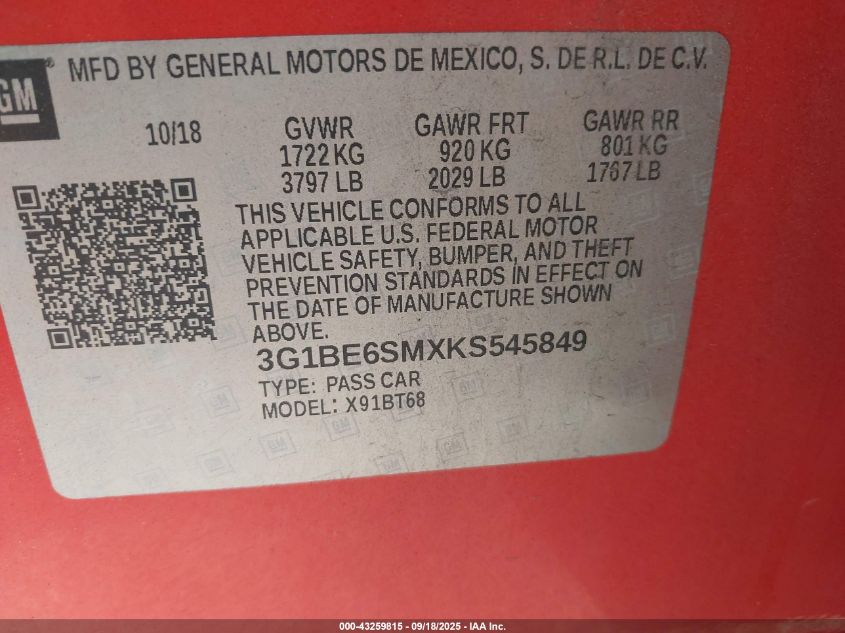 GM
MFD BY GENERAL MOTORS DE MEXICO, S. DE R.L. DE C.V.
10/18
GVWR
1722 KG
3797 LB
GAWR FRT
920 KG
2029 LB
GAWR RR
801 KG
1767 LB
THIS VEHICLE CONFORMS TO ALL
APPLICABLE U.S. FEDERAL MOTOR
VEHICLE SAFETY, BUMPER, AND THEFT
PREVENTION STANDARDS IN EFFECT ON
THE DATE OF MANUFACTURE SHOWN
ABOVE.
3G1BE6SMXKS545849
TYPE: PASS CAR
MODEL: X91BT68
000-43259815 - 09/18/2025 - IAA Inc.